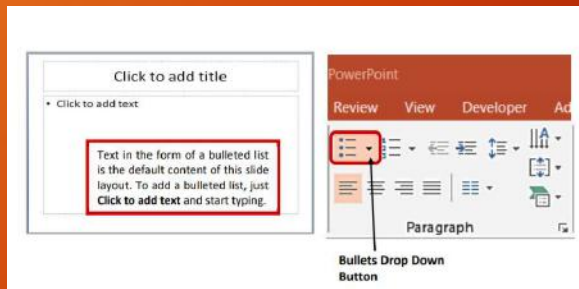 Click to add title
• Click to add text
Text in the form of a bulleted list
is the default content of this slide
layout. To add a bulleted list, just
Click to add text and start typing.
PowerPoint
Review View Developer Ad
Paragraph
Bullets Drop Down
Button